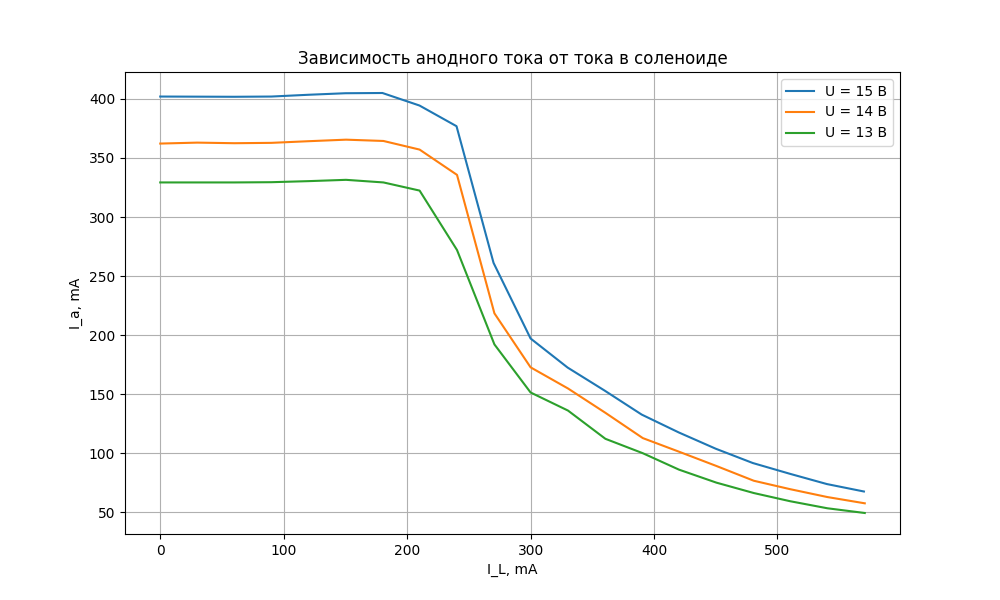 Зависимость анодного тока от тока в соленоиде
U = 15 В
U = 14 В
U = 13 В
I_a, mA
400
350
300
250
200
150
100
50
0
100
200
300
400
500
I_L, mA